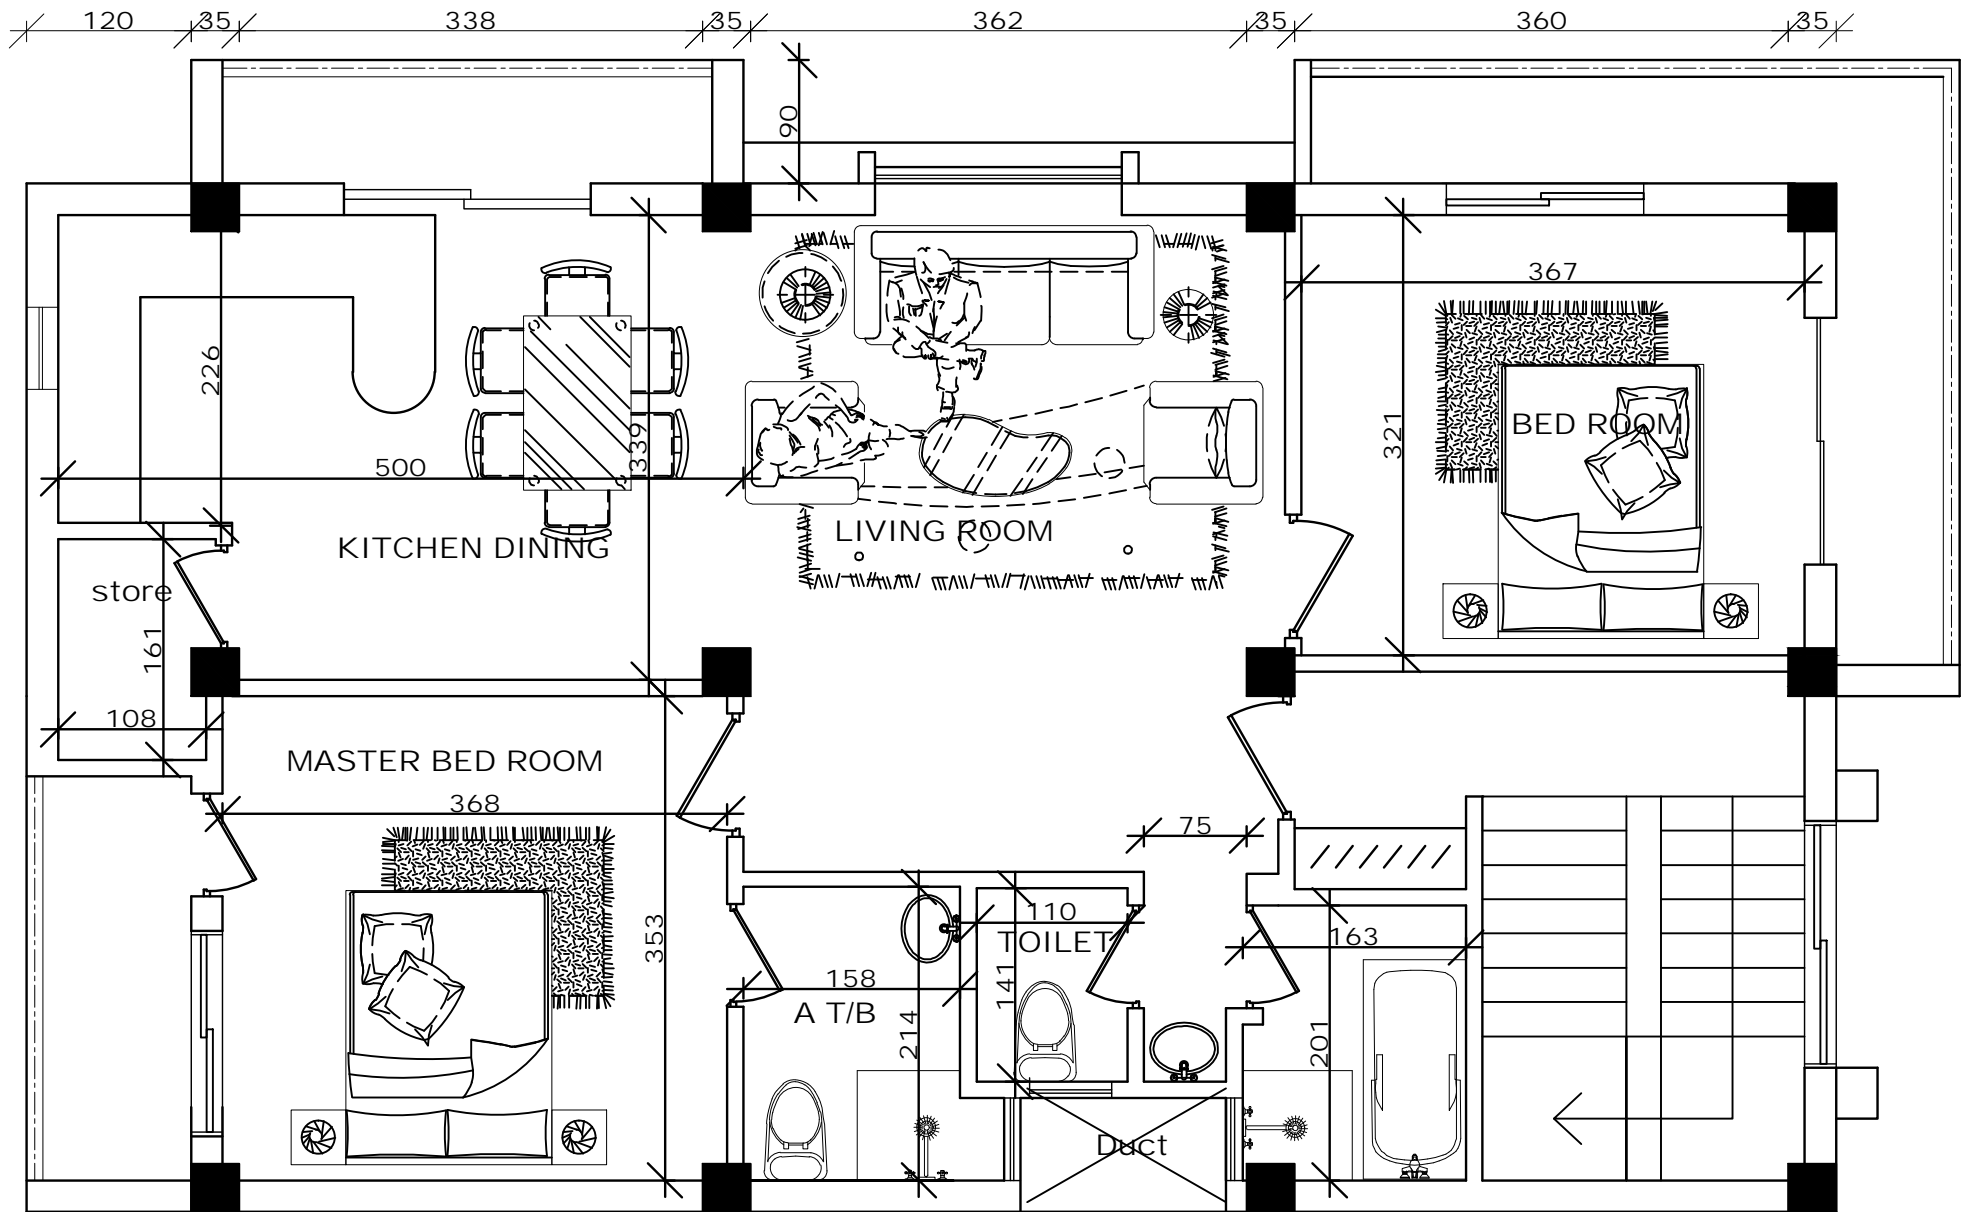 120 35 338 35 362 35 360 35
90
367
226
339
321
BED ROOM
500
LIVING ROOM
KITCHEN DINING
store
161
108
MASTER BED ROOM
368
75
353
110
TOILET
163
141
158
A T/B
214
201
Duct